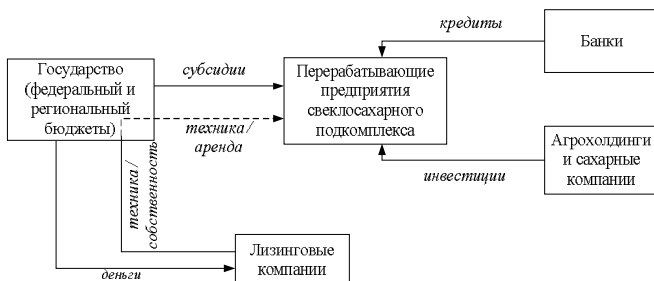 кредиты
Банки
Государство
(федеральный и
региональный
бюджеты)
субсидии
Перерабатывающие
предприятия
свеклосахарного
подкомплекса
техника/
аренда
Агрохолдинги
и сахарные
компании
инвестиции
техника/
собственность
Лизинговые
компании
деньги